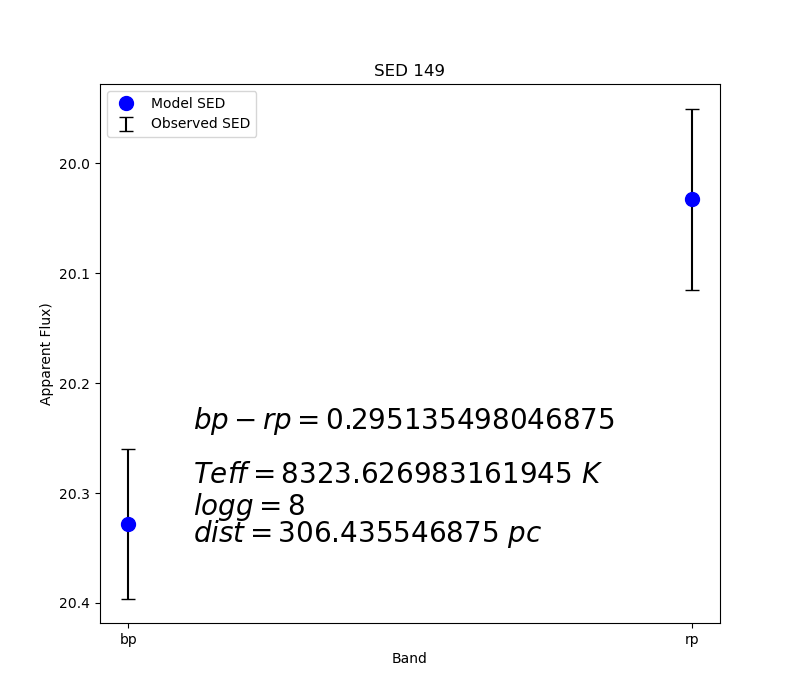 SED 149
Model SED
Observed SED
20.0
20.1
20.2
20.3
20.4
Apparent Flux)
bp − rp = 0.295135498046875
Teff = 8323.626983161945 K
logg = 8
dist = 306.435546875 pc
bp
rp
Band